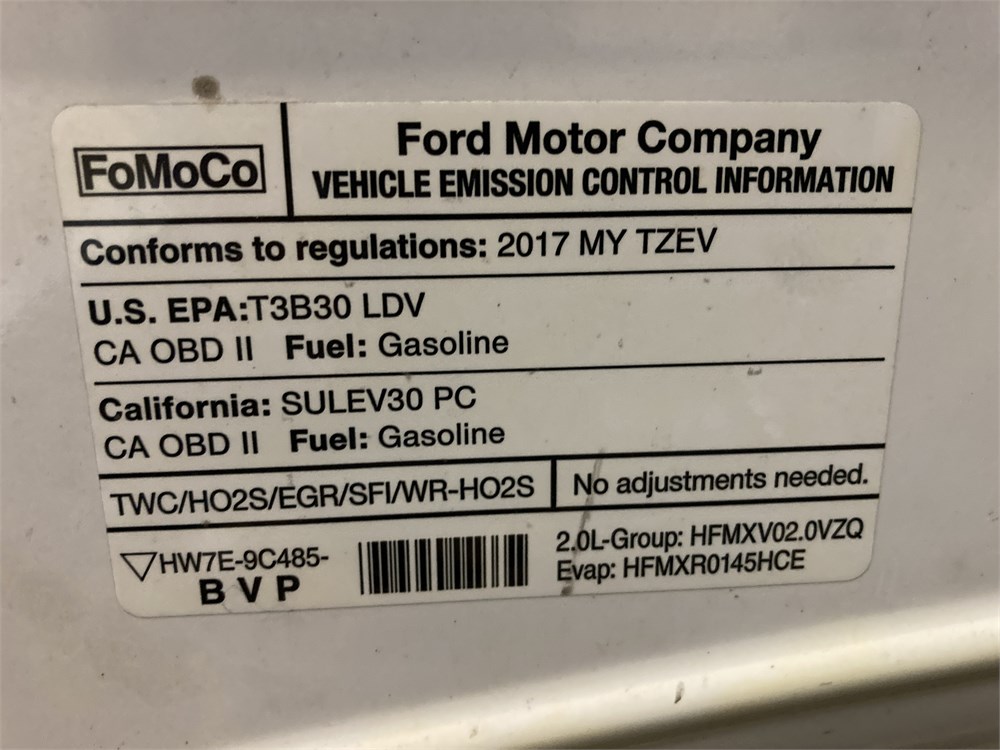 FoMoCo
Ford Motor Company
VEHICLE EMISSION CONTROL INFORMATION
Conforms to regulations: 2017 MY TZEV
U.S. EPA:T3B30 LDV
CA OBD II Fuel: Gasoline
California: SULEV30 PC
CA OBD II Fuel: Gasoline
TWC/HO2S/EGR/SFI/WR-HO2S
No adjustments needed.
HW7E-9C485-
B V P
2.0L-Group: HFMXV02.0VZQ
Evap: HFMXR0145HCE